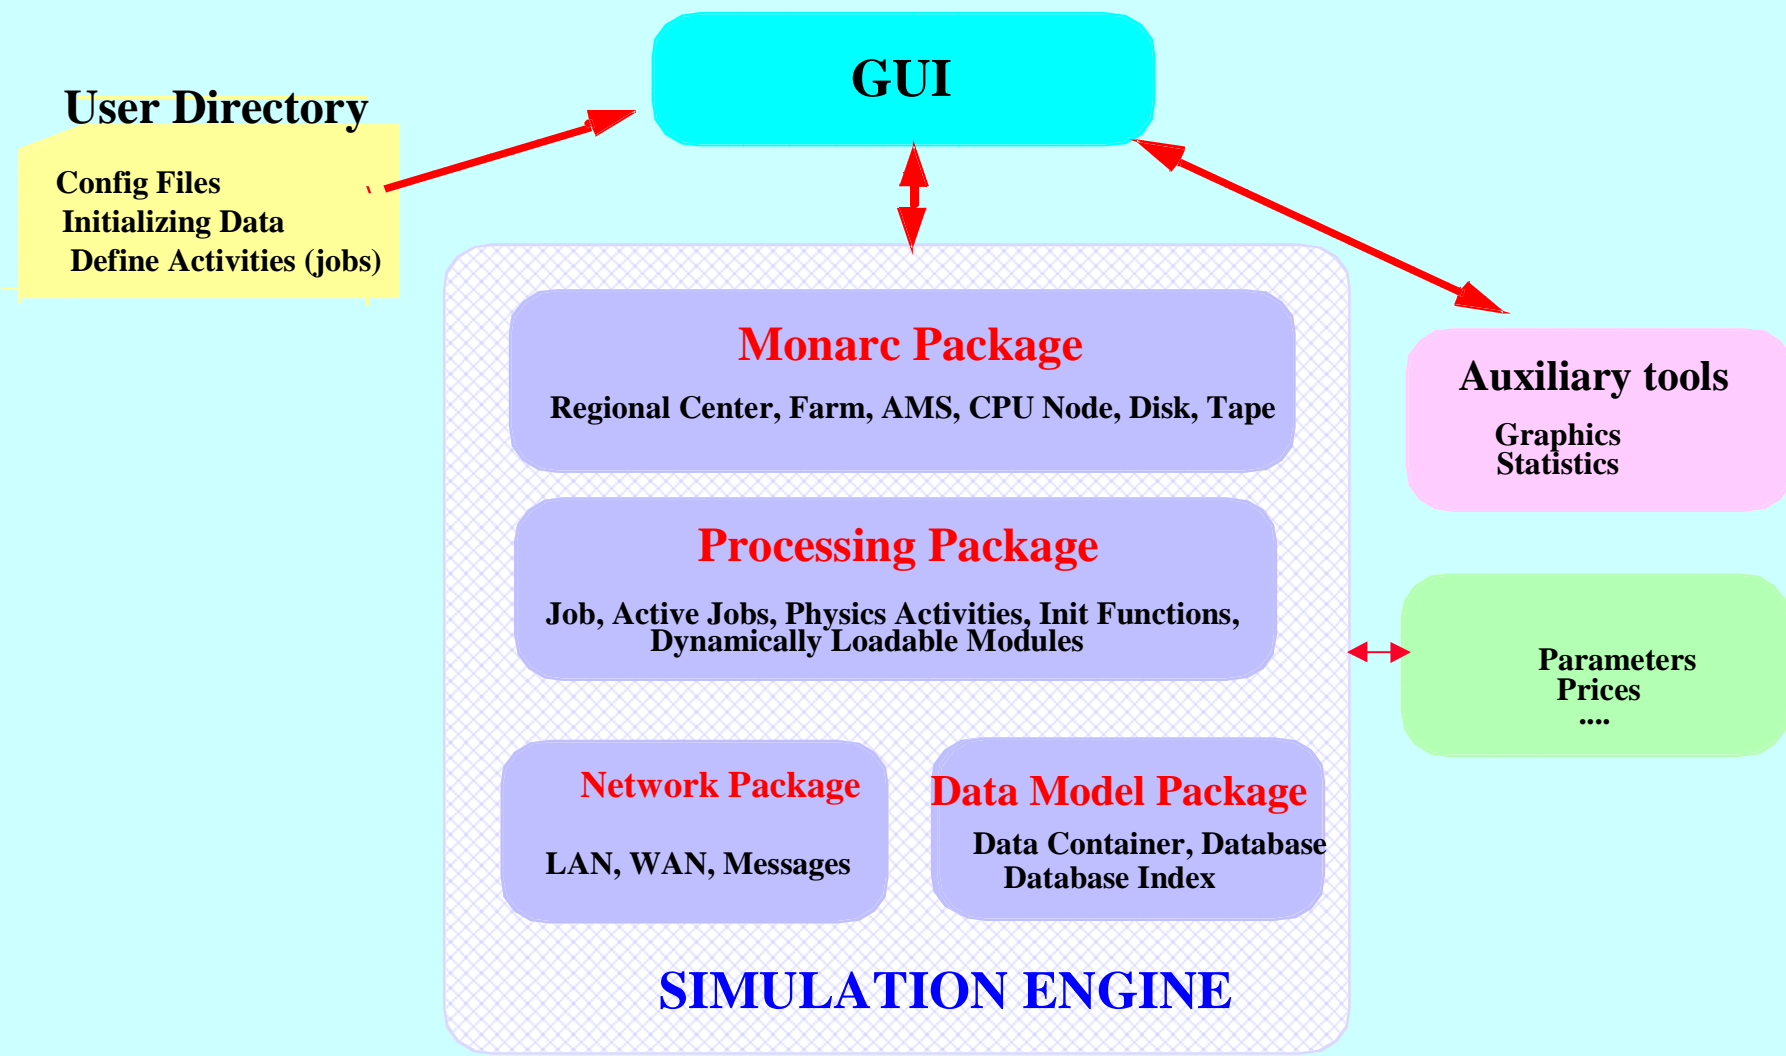 GUI
User Directory
Config Files
Initializing Data
Define Activities (jobs)
Monarc Package
Regional Center, Farm, AMS, CPU Node, Disk, Tape
Auxiliary tools
Graphics
Statistics
Processing Package
Job, Active Jobs, Physics Activities, Init Functions,
Dynamically Loadable Modules
Parameters
Prices
....
Network Package
LAN, WAN, Messages
Data Model Package
Data Container, Database
Database Index
SIMULATION ENGINE